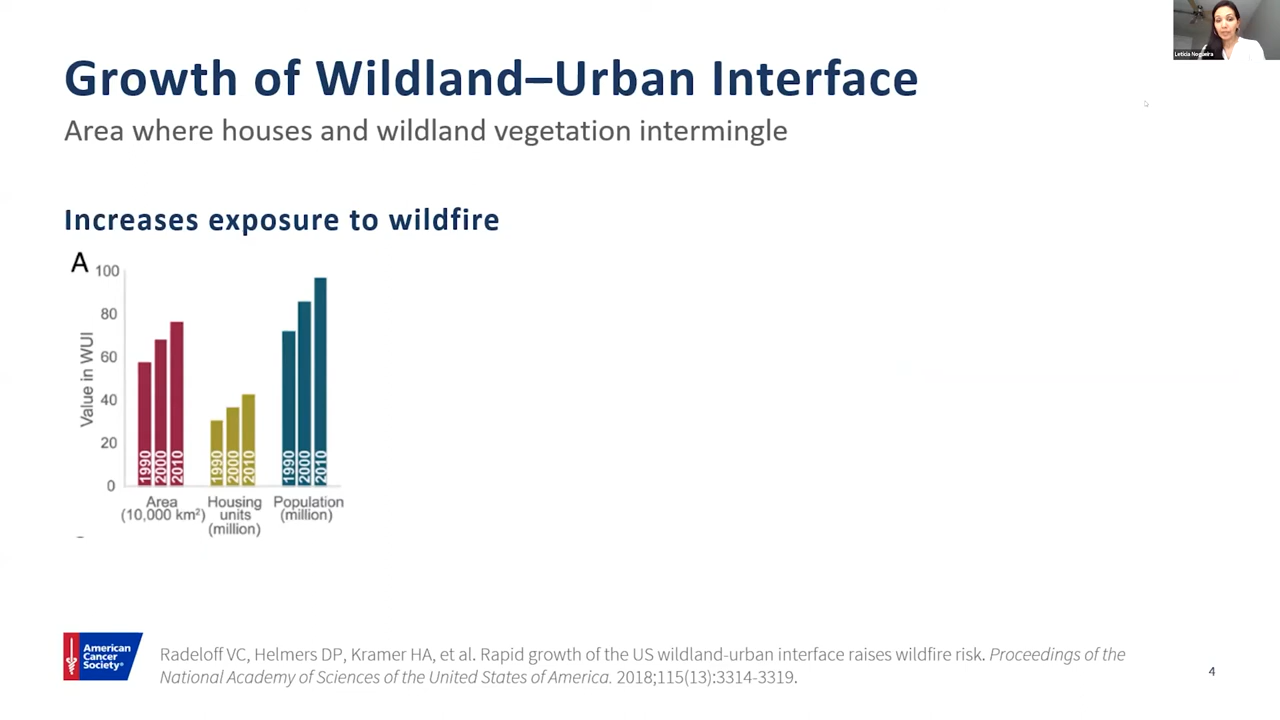 Growth of Wildland–Urban Interface
Area where houses and wildland vegetation intermingle
Leticia Nogueira
Increases exposure to wildfire
A
Value in WUI
100
80
60
40
20
0
1990
2000
2010
1990
2000
2010
1990
2000
2010
Area
(10,000 km²)
Housing
units
(million)
Population
(million)
American
Cancer
Society®
Radeloff VC, Helmers DP, Kramer HA, et al. Rapid growth of the US wildland-urban interface raises wildfire risk. Proceedings of the
National Academy of Sciences of the United States of America. 2018;115(13):3314-3319.
4